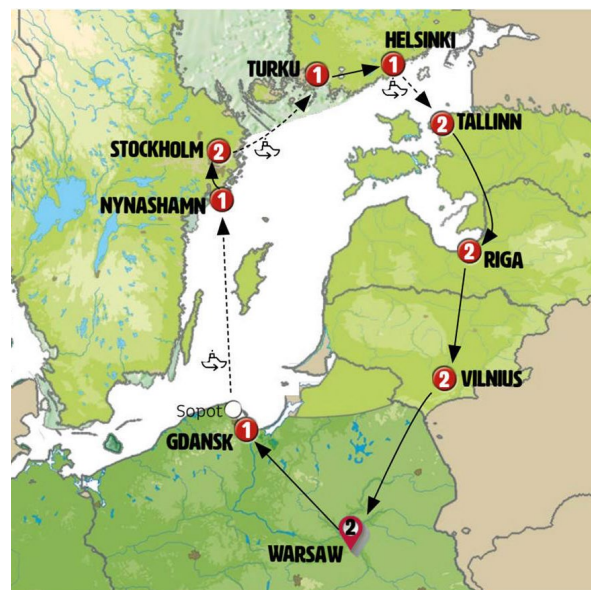 HELSINKI
1
TURKU
1
TALLINN
2
STOCKHOLM
2
NYNASHAMN
1
RIGA
2
VILNIUS
2
Sopot
GDANSK
1
2
WARSAW